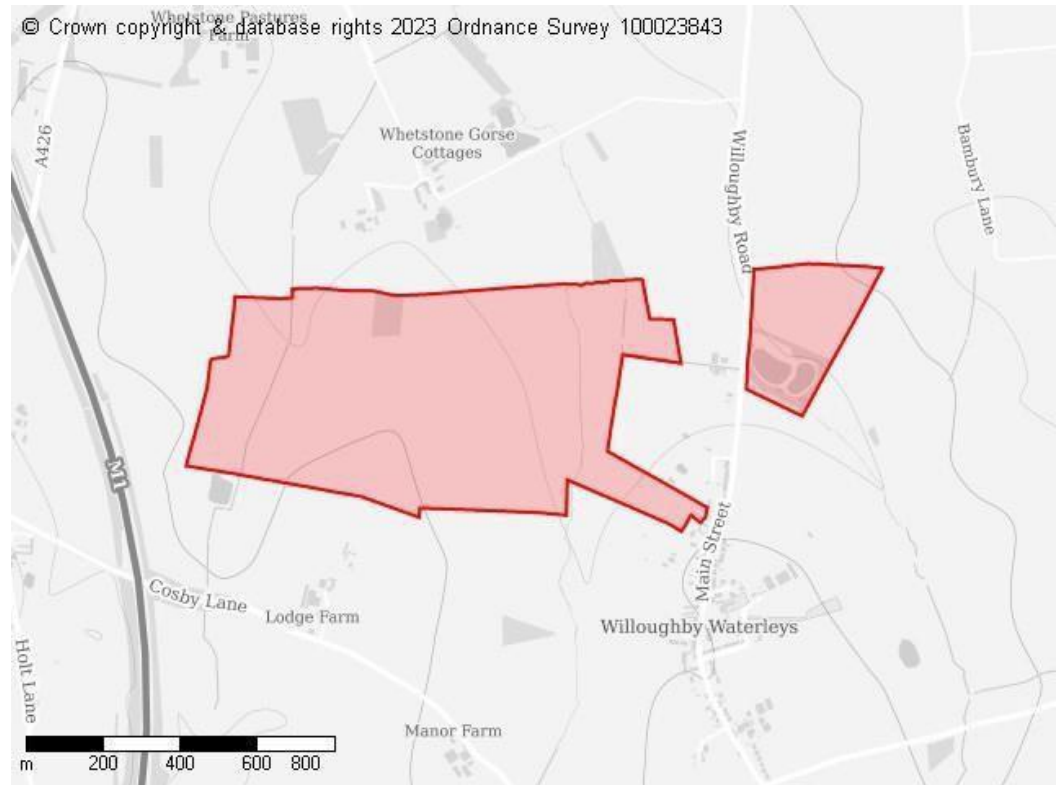 © Crown copyright & database rights 2023 Ordnance Survey 100023843
Whetstone Pastures
Farm
A426
Whetstone Gorse
Cottages
Willoughby Road
Bambury Lane
M1
Main Street
Cosby Lane
Lodge Farm
Willoughby Waterleys
Holt Lane
Manor Farm
m 200 400 600 800